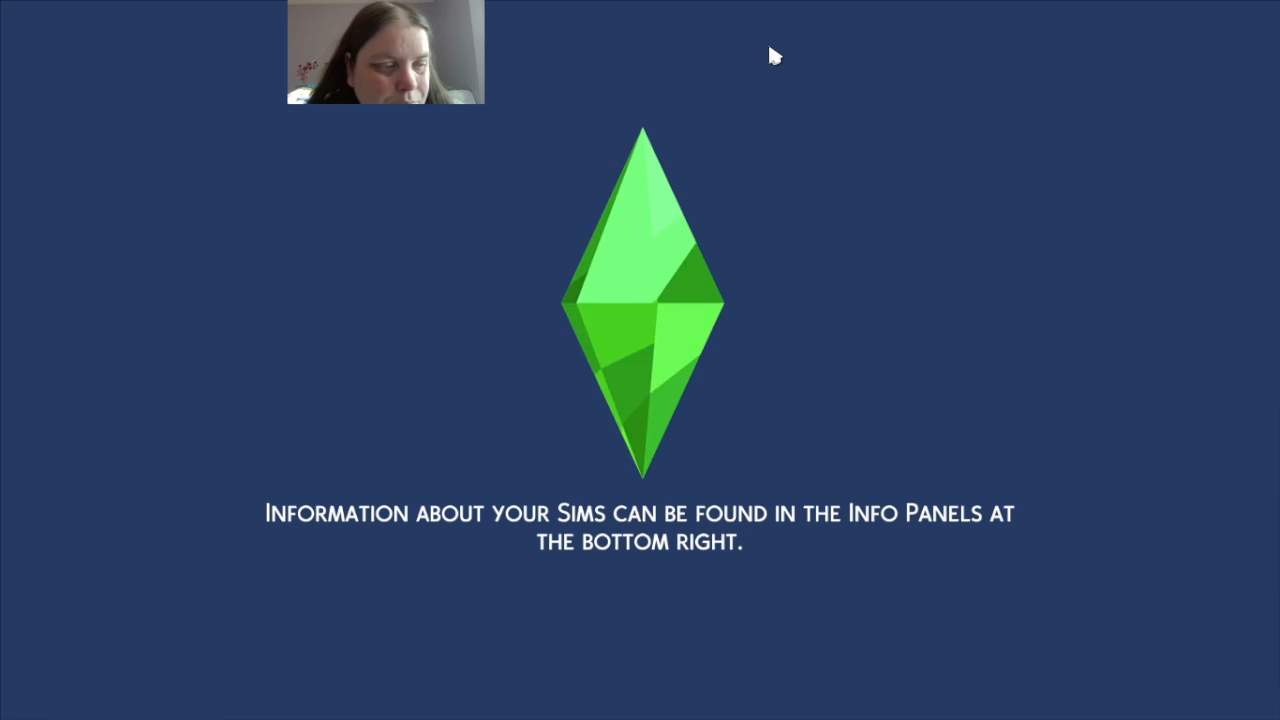 Information about your Sims can be found in the Info Panels at
the bottom right.